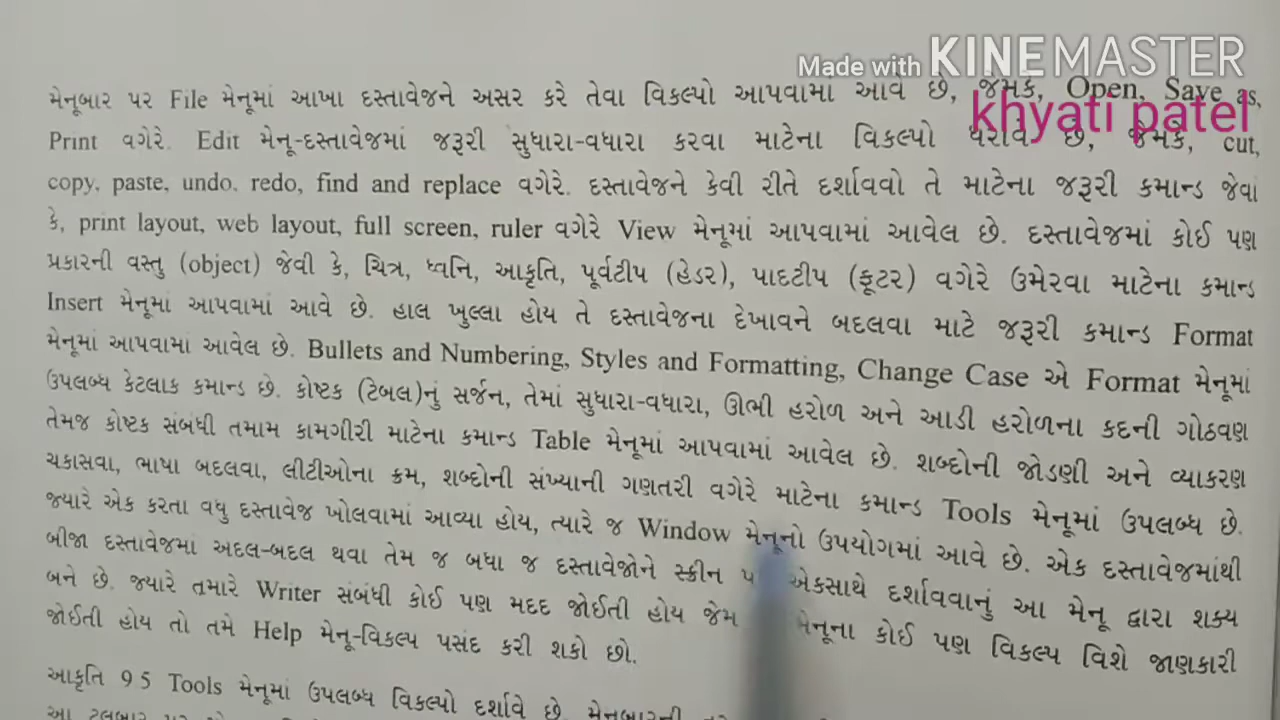 Made with KINEMASTER
khyati patel
મેનૂબાર પર File મેનૂમાં આખા દસ્તાવેજને અસર કરે તેવા વિકલ્પો આપવામાં આવે છે, જેમકે, Open, Save as,
Print વગેરે. Edit મેનૂ-દસ્તાવેજમાં જરૂરી સુધારા-વધારા કરવા માટેના વિકલ્પો ધરાવે છે, જેમકે, cut,
copy, paste, undo, redo, find and replace વગેરે. દસ્તાવેજને કેવી રીતે દર્શાવવો તે માટેના જરૂરી કમાન્ડ જેવાં
કે, print layout, web layout, full screen, ruler વગેરે View મેનૂમાં આપવામાં આવેલ છે. દસ્તાવેજમાં કોઈ પણ
પ્રકારની વસ્તુ (object) જેવી કે, ચિત્ર, ધ્વનિ, આકૃતિ, પૂર્વટીપ (હેડર), પાદટીપ (ફૂટર) વગેરે ઉમેરવા માટેના કમાન્ડ
Insert મેનૂમાં આપવામાં આવે છે. હાલ ખુલ્લા હોય તે દસ્તાવેજના દેખાવને બદલવા માટે જરૂરી કમાન્ડ Format
મેનૂમાં આપવામાં આવેલ છે. Bullets and Numbering, Styles and Formatting, Change Case એ Format મેનૂમાં
ઉપલબ્ધ કેટલાક કમાન્ડ છે. કોષ્ટક (ટેબલ)નું સર્જન, તેમાં સુધારા-વધારા, ઊભી હરોળ અને આડી હરોળના કદની ગોઠવણ
તેમજ કોષ્ટક સંબંધી તમામ કામગીરી માટેના કમાન્ડ Table મેનૂમાં આપવામાં આવેલ છે. શબ્દોની જોડણી અને વ્યાકરણ
ચકાસવા, ભાષા બદલવા, લીટીઓના ક્રમ, શબ્દોની સંખ્યાની ગણતરી વગેરે માટેના કમાન્ડ Tools મેનૂમાં ઉપલબ્ધ છે.
જ્યારે એક કરતા વધુ દસ્તાવેજ ખોલવામાં આવ્યા હોય, ત્યારે જ Window મેનૂનો ઉપયોગમાં આવે છે. એક દસ્તાવેજમાંથી
બીજા દસ્તાવેજમાં અદલ-બદલ થવા તેમ જ બધા જ દસ્તાવેજોને સ્ક્રીન એકસાથે દર્શાવવાનું આ મેનૂ દ્વારા શક્ય
બને છે. જ્યારે તમારે Writer સંબંધી કોઈ પણ મદદ જોઈતી હોય જેમ મેનૂના કોઈ પણ વિકલ્પ વિશે જાણકારી
જોઈતી હોય તો તમે Help મેનૂ-વિકલ્પ પસંદ કરી શકો છો.
આકૃતિ 9.5 Tools મેનૂમાં ઉપલબ્ધ વિકલ્પો દર્શાવે છે.